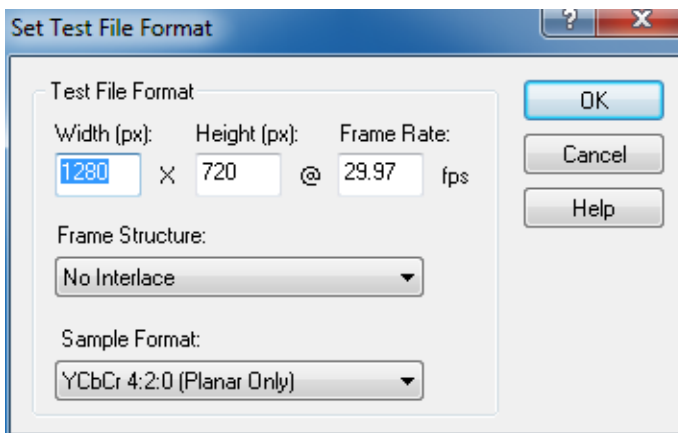 Set Test File Format
? X
Test File Format
OK
Width (px): Height (px): Frame Rate:
1280 X 720 @ 29.97 fps
Cancel
Help
Frame Structure:
No Interlace
Sample Format:
YCbCr 4:2:0 (Planar Only)